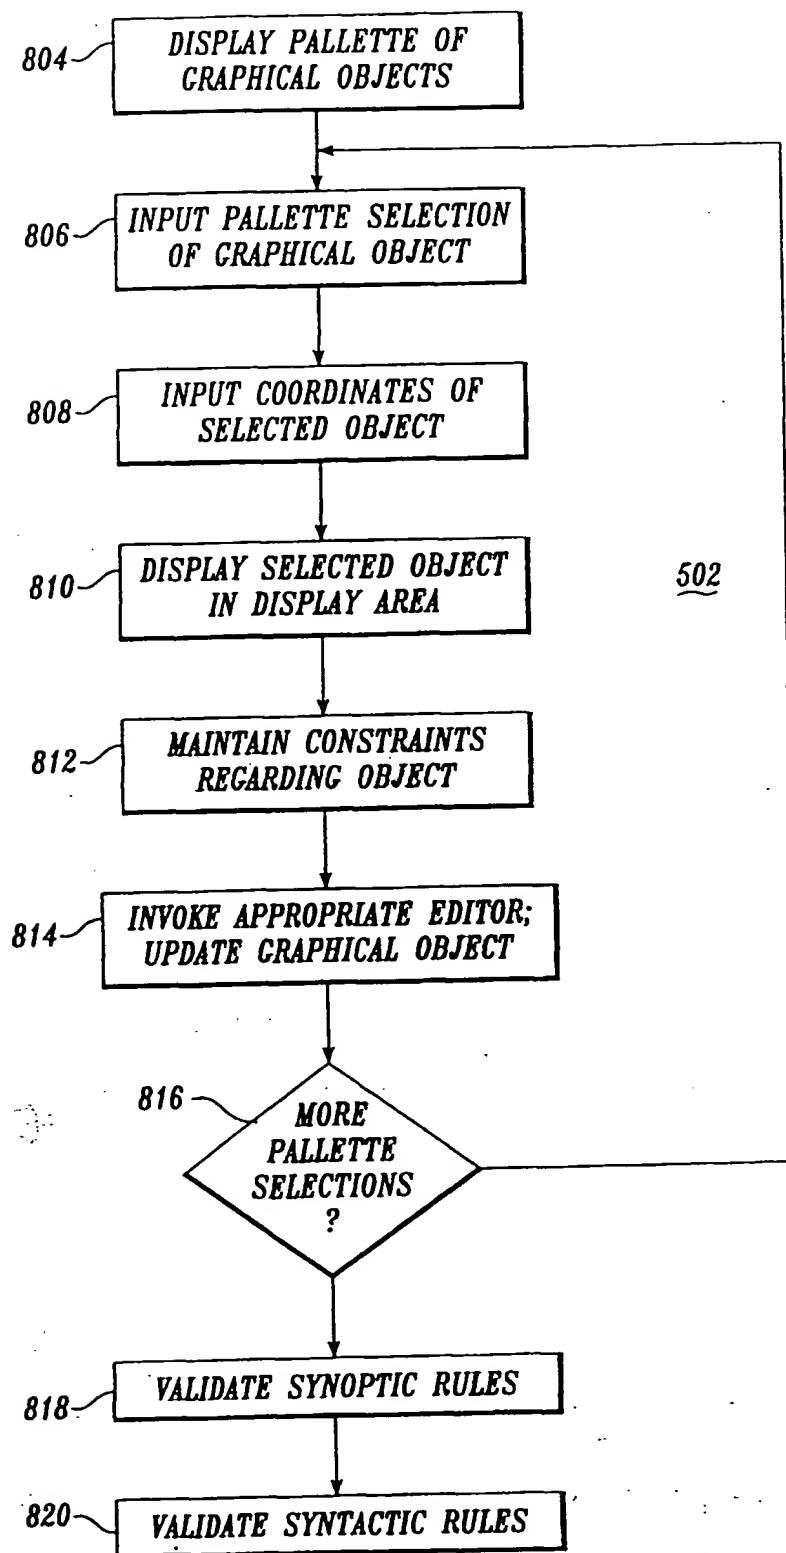 804
DISPLAY PALLETTE OF
GRAPHICAL OBJECTS
806
INPUT PALLETTE SELECTION
OF GRAPHICAL OBJECT
808
INPUT COORDINATES OF
SELECTED OBJECT
810
DISPLAY SELECTED OBJECT
IN DISPLAY AREA
502
812
MAINTAIN CONSTRAINTS
REGARDING OBJECT
814
INVOKE APPROPRIATE EDITOR;
UPDATE GRAPHICAL OBJECT
816
MORE
PALLETTE
SELECTIONS
?
818
VALIDATE SYNOPTIC RULES
820
VALIDATE SYNTACTIC RULES